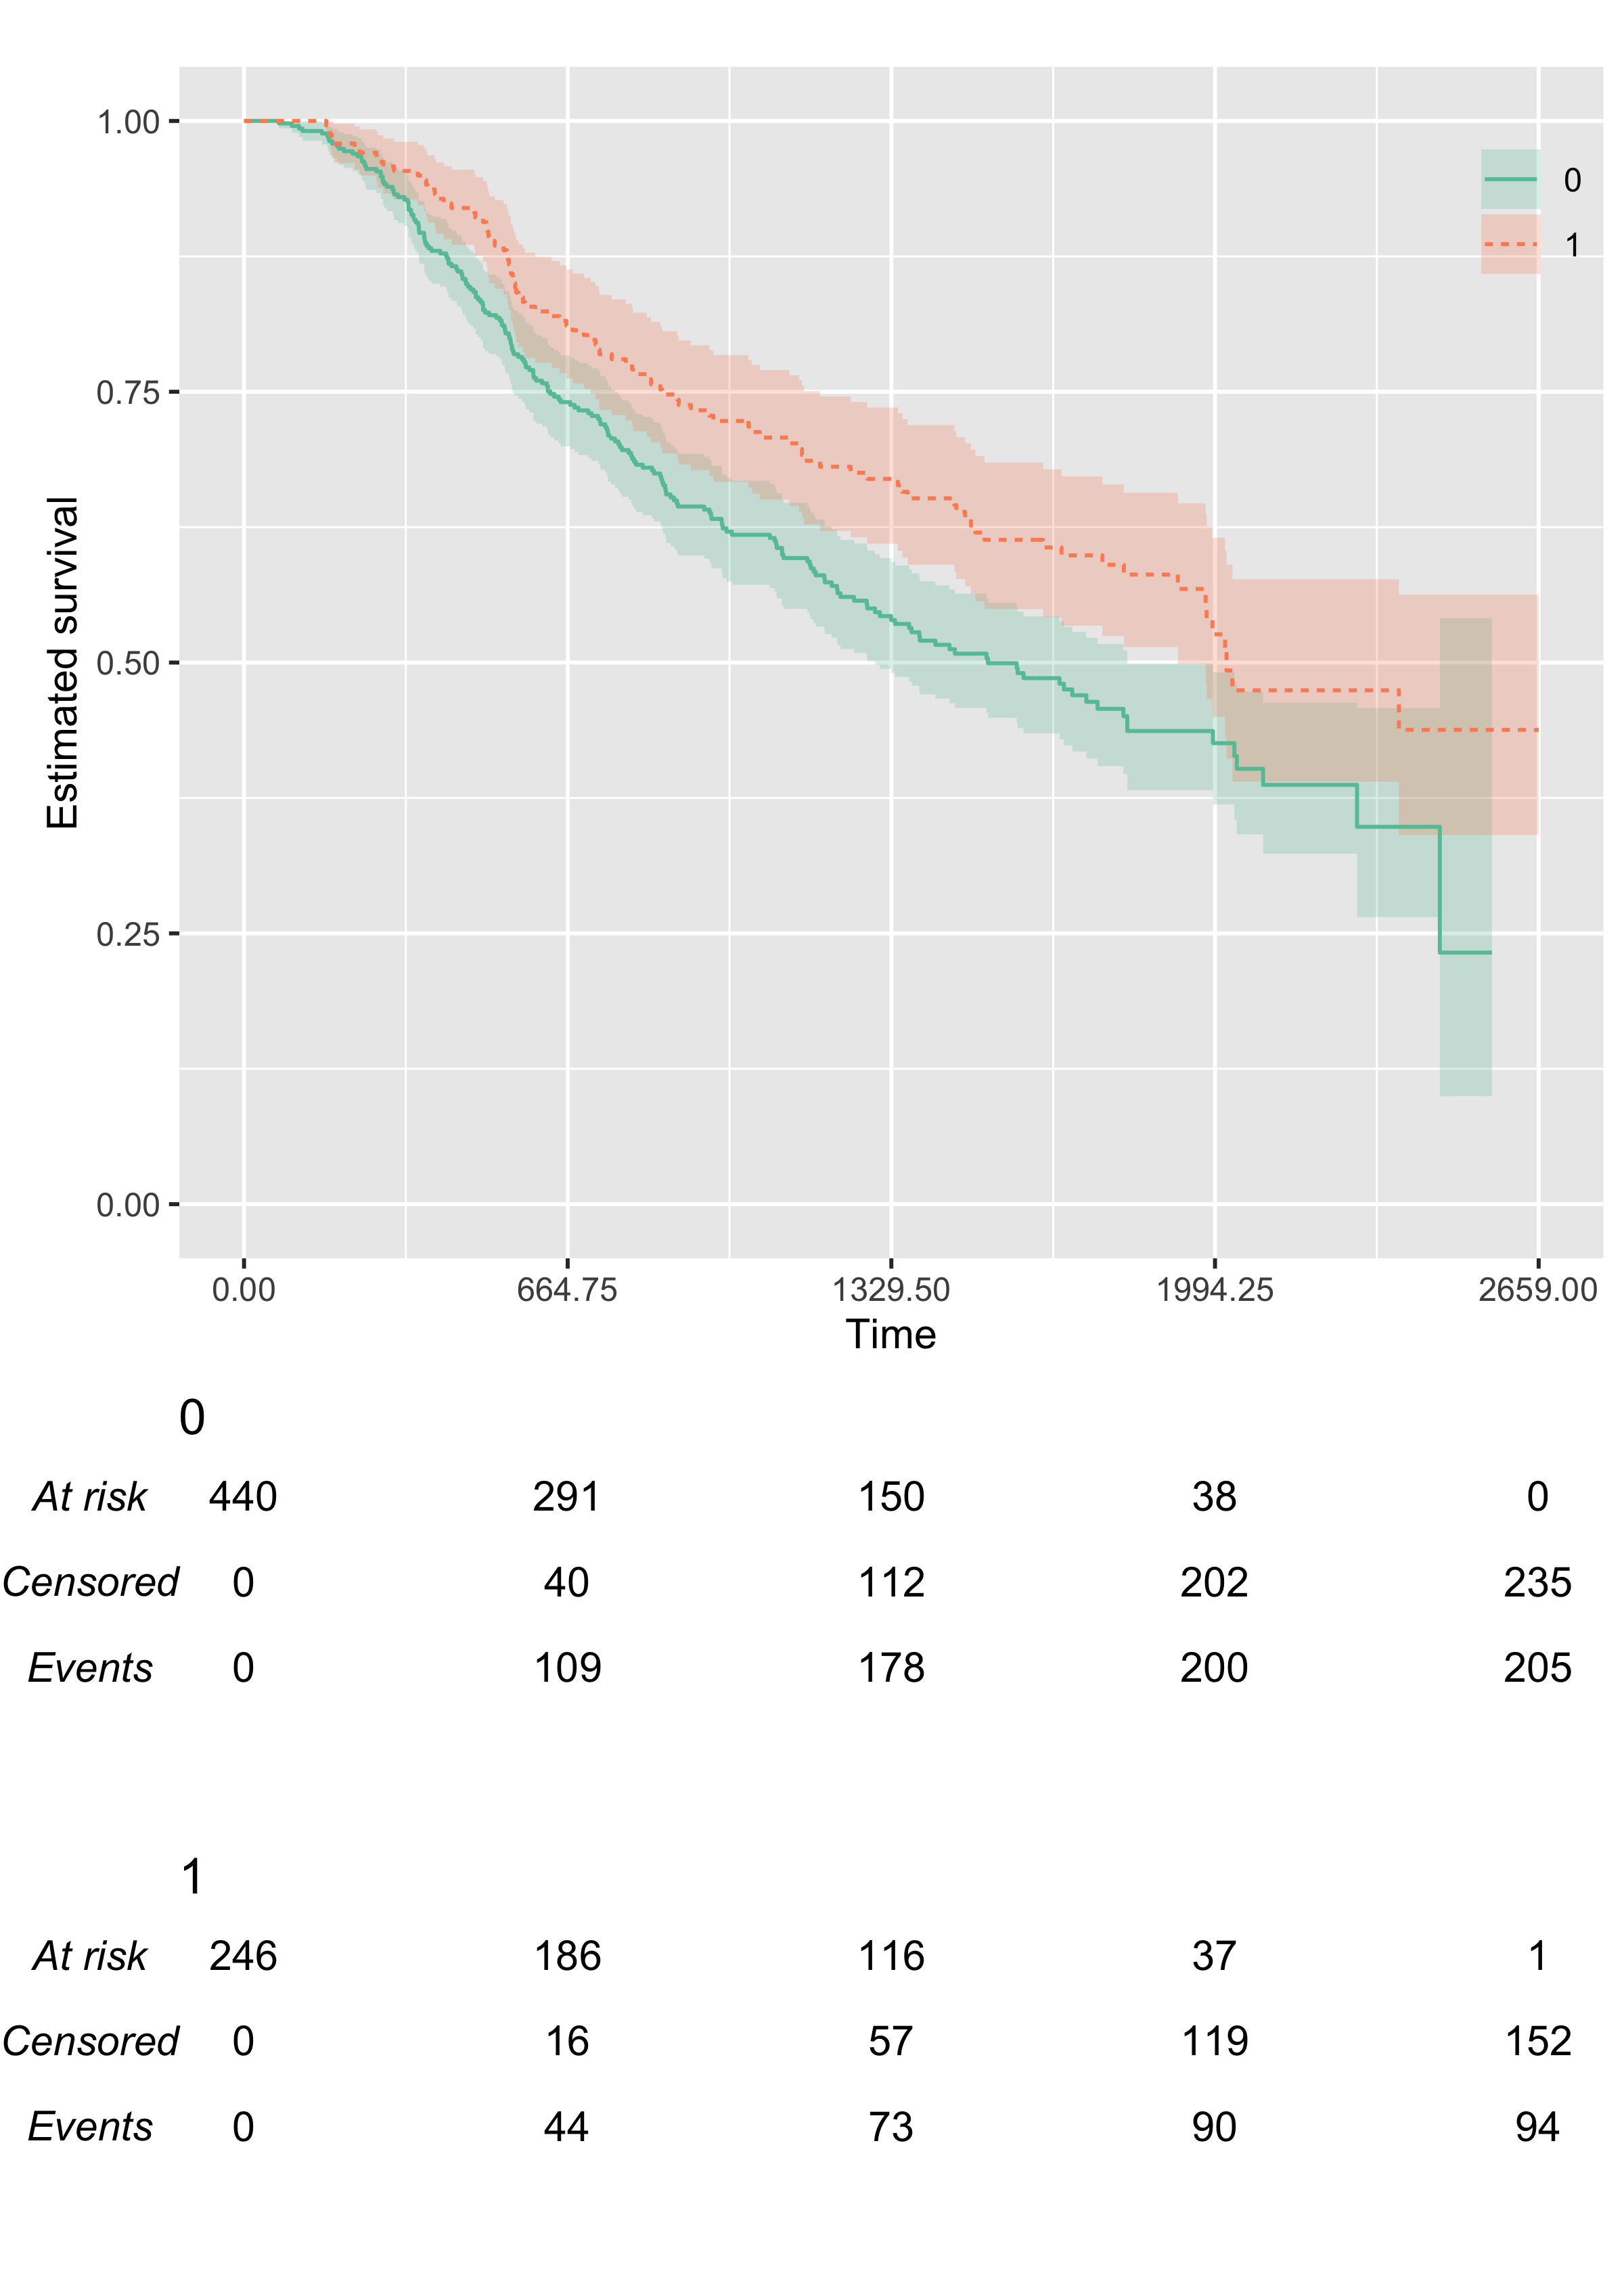 1.00
0.75
0.50
0.25
0.00
Estimated survival
0
1
0.00 664.75 1329.50 1994.25 2659.00
Time
0
At risk 440 291 150 38 0
Censored 0 40 112 202 235
Events 0 109 178 200 205
1
At risk 246 186 116 37 1
Censored 0 16 57 119 152
Events 0 44 73 90 94